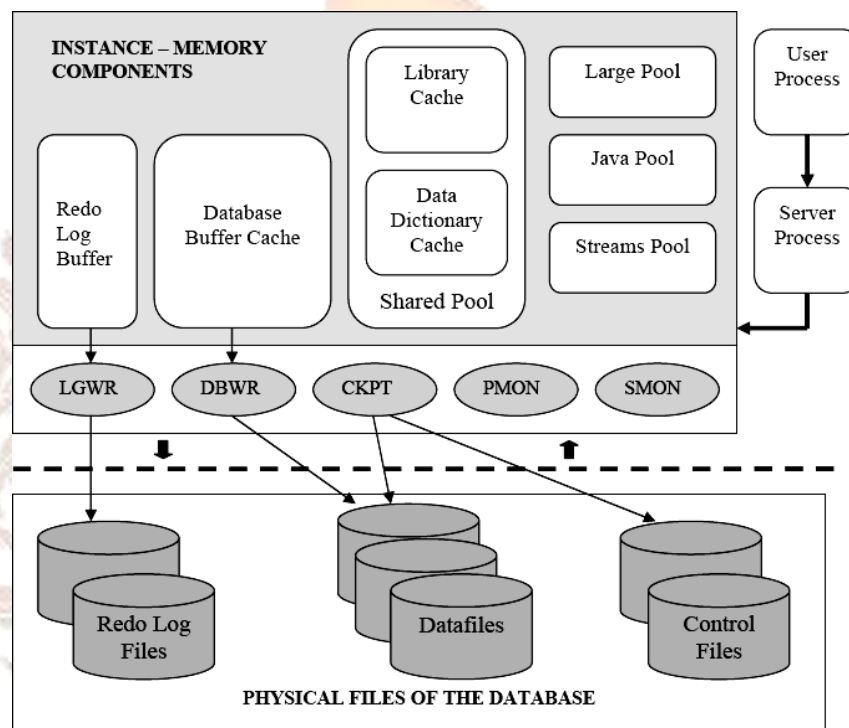 INSTANCE – MEMORY
COMPONENTS
Library
Cache
Large Pool
User
Process
Java Pool
Redo
Log
Buffer
Database
Buffer Cache
Data
Dictionary
Cache
Server
Process
Streams Pool
Shared Pool
LGWR
DBWR
CKPT
PMON
SMON
Redo Log
Files
Datafiles
Control
Files
PHYSICAL FILES OF THE DATABASE